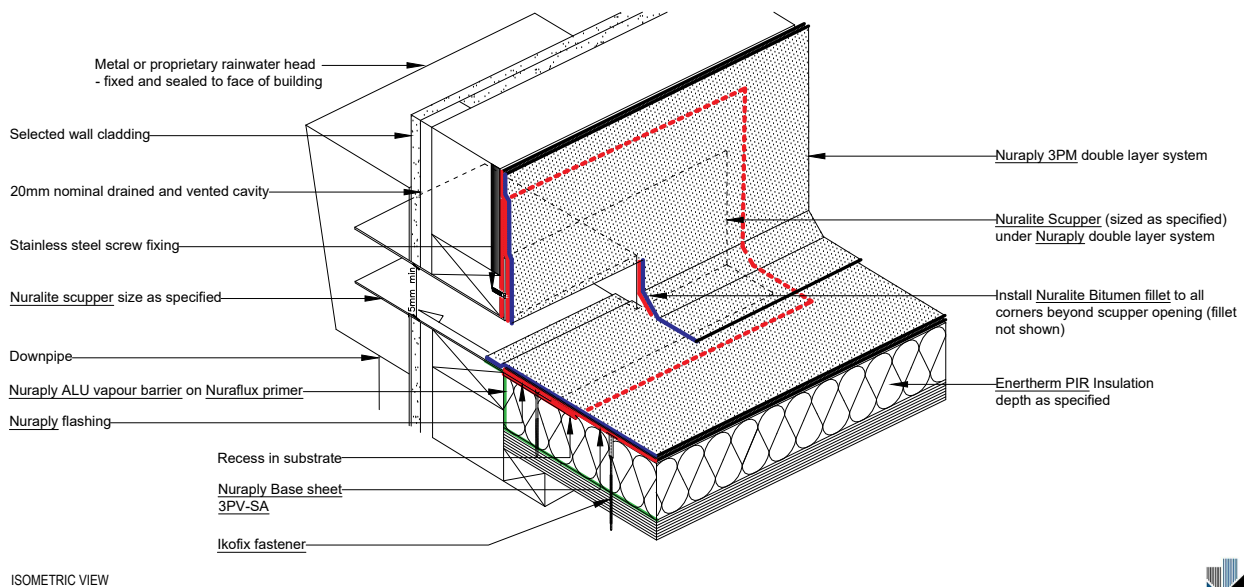 Metal or proprietary rainwater head
- fixed and sealed to face of building
Selected wall cladding
20mm nominal drained and vented cavity
Stainless steel screw fixing
Nuralite scupper size as specified
Downpipe
Nuraply ALU vapour barrier on Nuraflux primer
Nuraply flashing
Recess in substrate
Nuraply Base sheet
3PV-SA
Ikofix fastener
5mm min
Nuraply 3PM double layer system
Nuralite Scupper (sized as specified)
under Nuraply double layer system
Install Nuralite Bitumen fillet to all
corners beyond scupper opening (fillet
not shown)
Enertherm PIR Insulation
depth as specified
ISOMETRIC VIEW